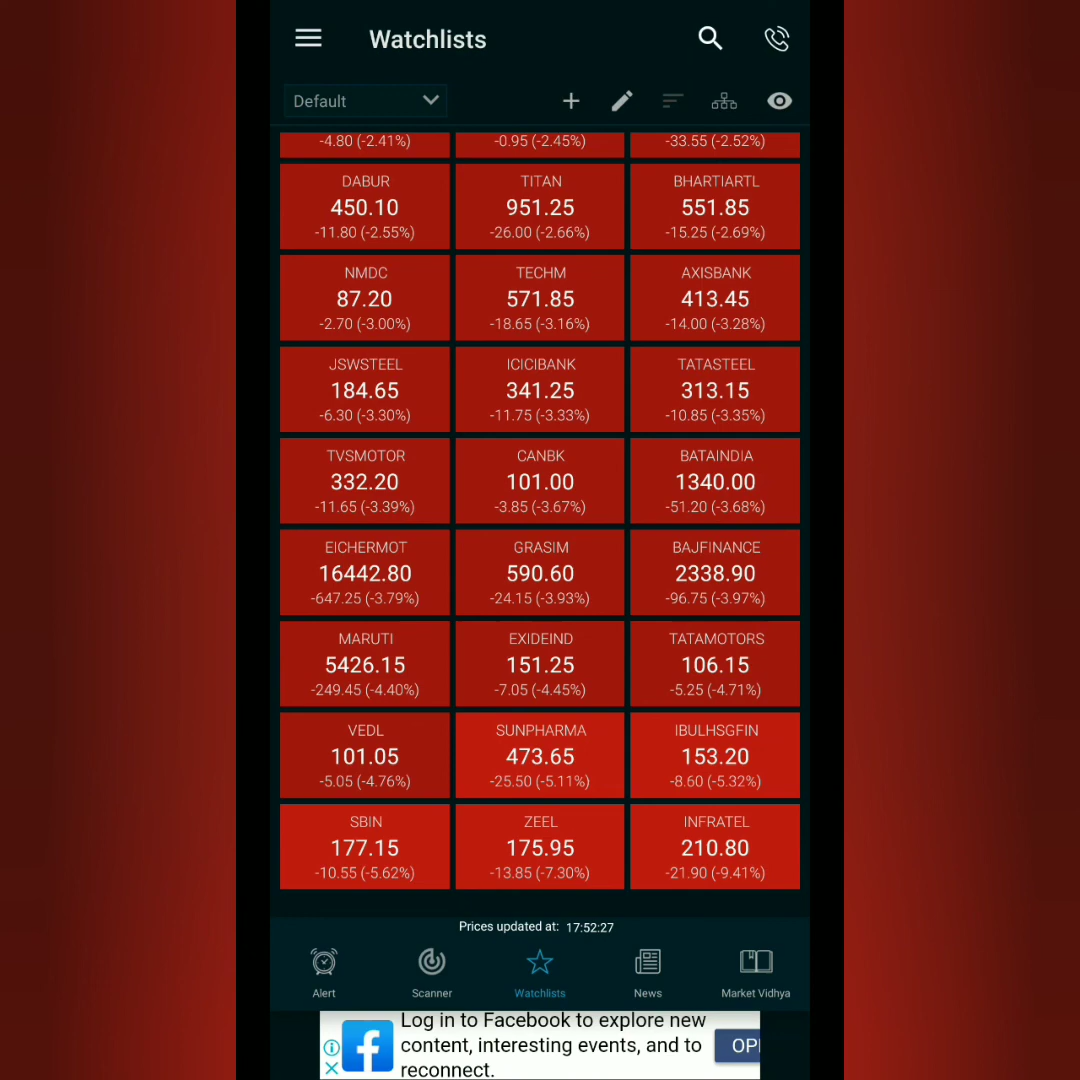 Watchlists
Default
-4.80 (-2.41%) -0.95 (-2.45%) -33.55 (-2.52%)
DABUR TITAN BHARTIARTL
450.10 951.25 551.85
-11.80 (-2.55%) -26.00 (-2.66%) -15.25 (-2.69%)
NMDC TECHM AXISBANK
87.20 571.85 413.45
-2.70 (-3.00%) -18.65 (-3.16%) -14.00 (-3.28%)
JSWSTEEL ICICIBANK TATASTEEL
184.65 341.25 313.15
-6.30 (-3.30%) -11.75 (-3.33%) -10.85 (-3.35%)
TVSMOTOR CANBK BATAINDIA
332.20 101.00 1340.00
-11.65 (-3.39%) -3.85 (-3.67%) -51.20 (-3.68%)
EICHERMOT GRASIM BAJFINANCE
16442.80 590.60 2338.90
-647.25 (-3.79%) -24.15 (-3.93%) -96.75 (-3.97%)
MARUTI EXIDEIND TATAMOTORS
5426.15 151.25 106.15
-249.45 (-4.40%) -7.05 (-4.45%) -5.25 (-4.71%)
VEDL SUNPHARMA IBULHSGFIN
101.05 473.65 153.20
-5.05 (-4.76%) -25.50 (-5.11%) -8.60 (-5.32%)
SBIN ZEEL INFRATEL
177.15 175.95 210.80
-10.55 (-5.62%) -13.85 (-7.30%) -21.90 (-9.41%)
Prices updated at: 17:52:27
Alert Scanner Watchlists News Market Vidhya
Log in to Facebook to explore new
content, interesting events, and to
reconnect.
OP